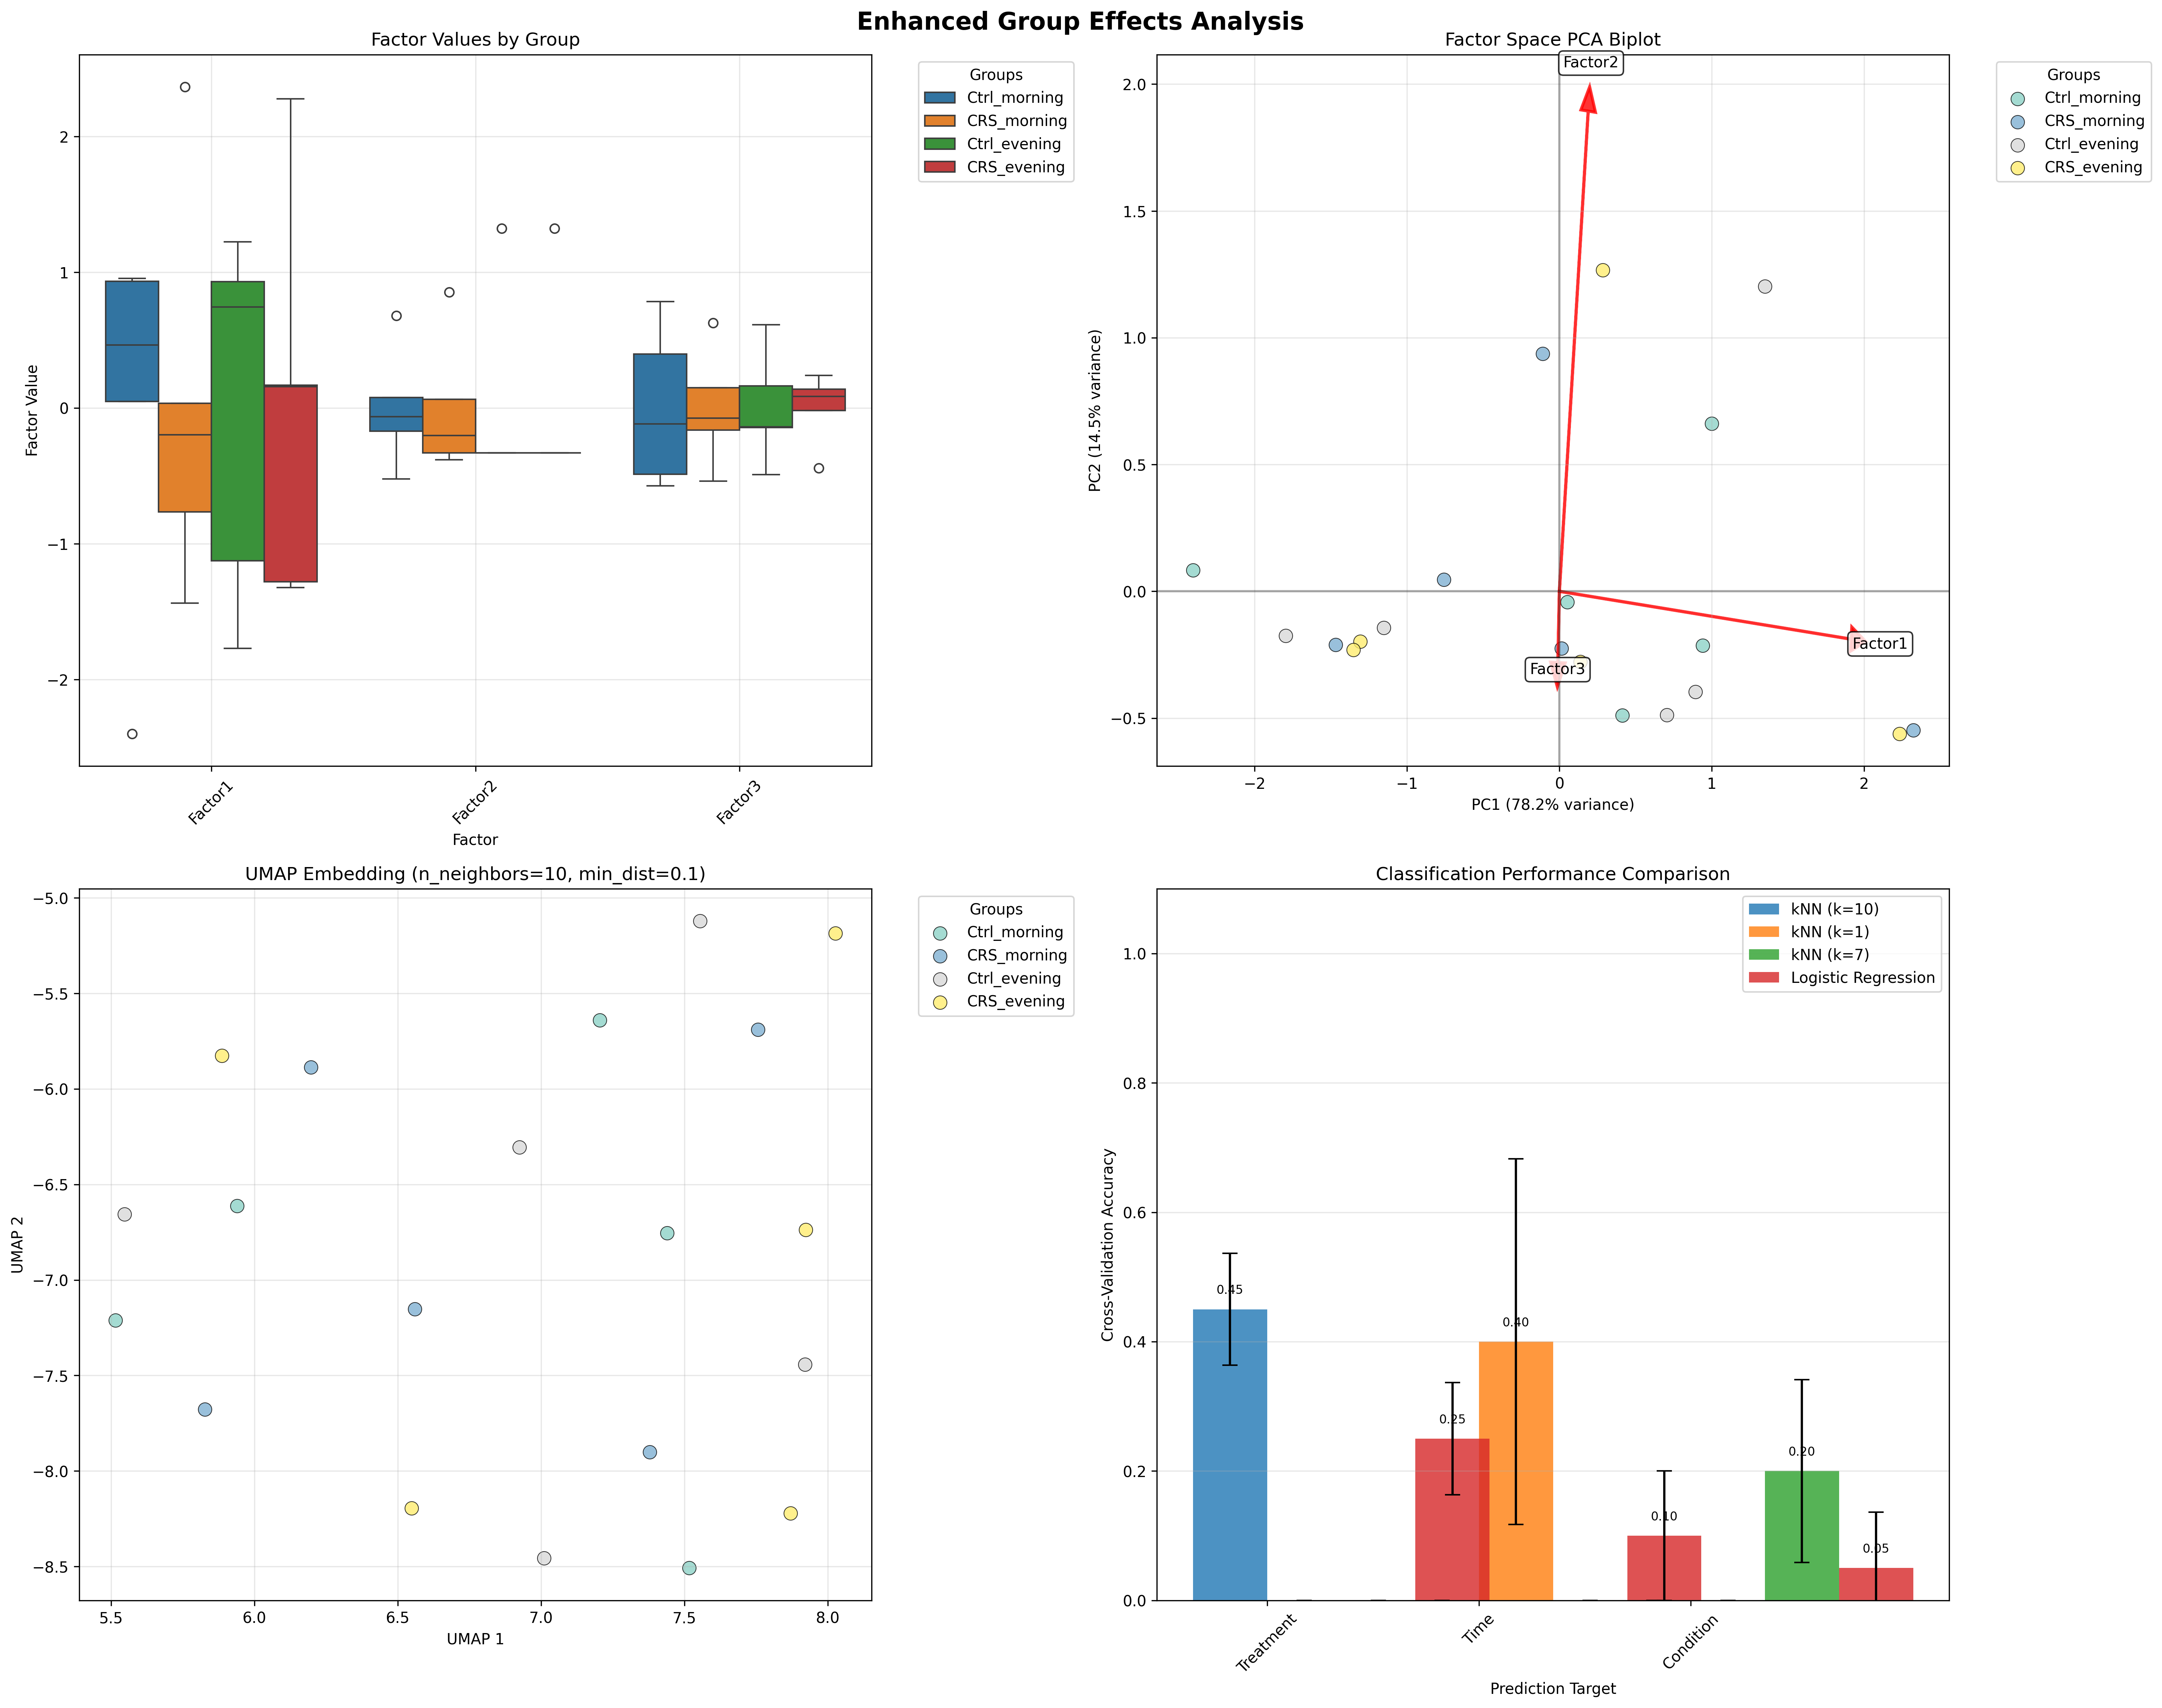 Enhanced Group Effects Analysis
Factor Values by Group
Factor Value
2
1
0
−1
−2
Factor1
Factor2
Factor3
Factor
Groups
Ctrl_morning
CRS_morning
Ctrl_evening
CRS_evening
Factor Space PCA Biplot
PC2 (14.5% variance)
2.0
1.5
1.0
0.5
0.0
−0.5
Factor2
Factor1
Factor3
−2
−1
0
1
2
PC1 (78.2% variance)
Groups
Ctrl_morning
CRS_morning
Ctrl_evening
CRS_evening
UMAP Embedding (n_neighbors=10, min_dist=0.1)
UMAP 2
−5.0
−5.5
−6.0
−6.5
−7.0
−7.5
−8.0
−8.5
5.5
6.0
6.5
7.0
7.5
8.0
UMAP 1
Groups
Ctrl_morning
CRS_morning
Ctrl_evening
CRS_evening
Classification Performance Comparison
Cross-Validation Accuracy
1.0
0.8
0.6
0.4
0.2
0.0
kNN (k=10)
kNN (k=1)
kNN (k=7)
Logistic Regression
0.45
0.25
0.40
0.10
0.20
0.05
Treatment
Time
Condition
Prediction Target